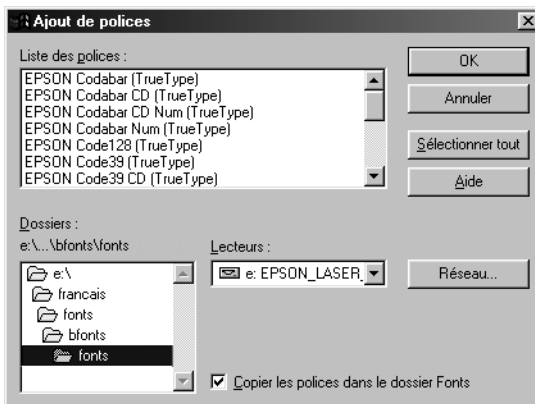 Ajout de polices
Liste des polices :
EPSON Codabar (TrueType)
EPSON Codabar CD (TrueType)
EPSON Codabar CD Num (TrueType)
EPSON Codabar Num (TrueType)
EPSON Code128 (TrueType)
EPSON Code39 (TrueType)
EPSON Code39 CD (TrueType)
OK
Annuler
Sélectionner tout
Aide
Dossiers :
e:\...\bfonts\fonts
e:\
francais
fonts
bfonts
fonts
Lecteurs :
e: EPSON_LASER_
Réseau...
Copier les polices dans le dossier Fonts